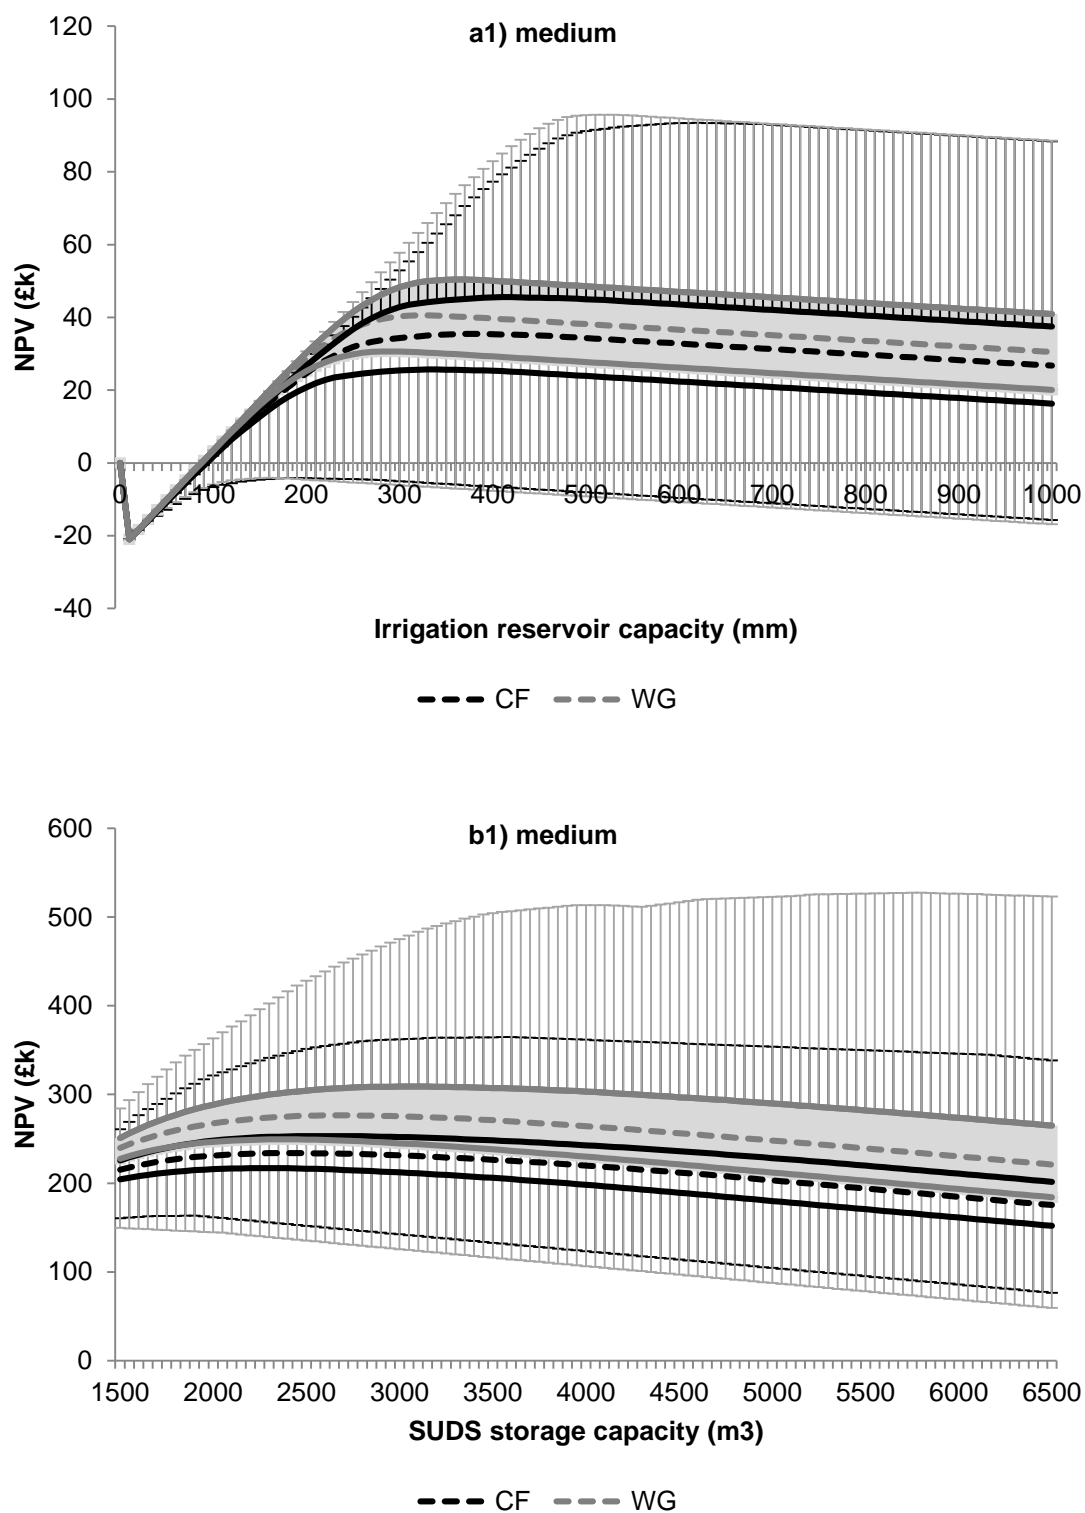 a1) medium
120
100
80
60
40
20
0
-20
-40
NPV (£k)
0 100 200 300 400 500 600 700 800 900 1000
Irrigation reservoir capacity (mm)
CF WG
b1) medium
600
500
400
300
200
100
0
NPV (£k)
1500 2000 2500 3000 3500 4000 4500 5000 5500 6000 6500
SUDS storage capacity (m3)
CF WG